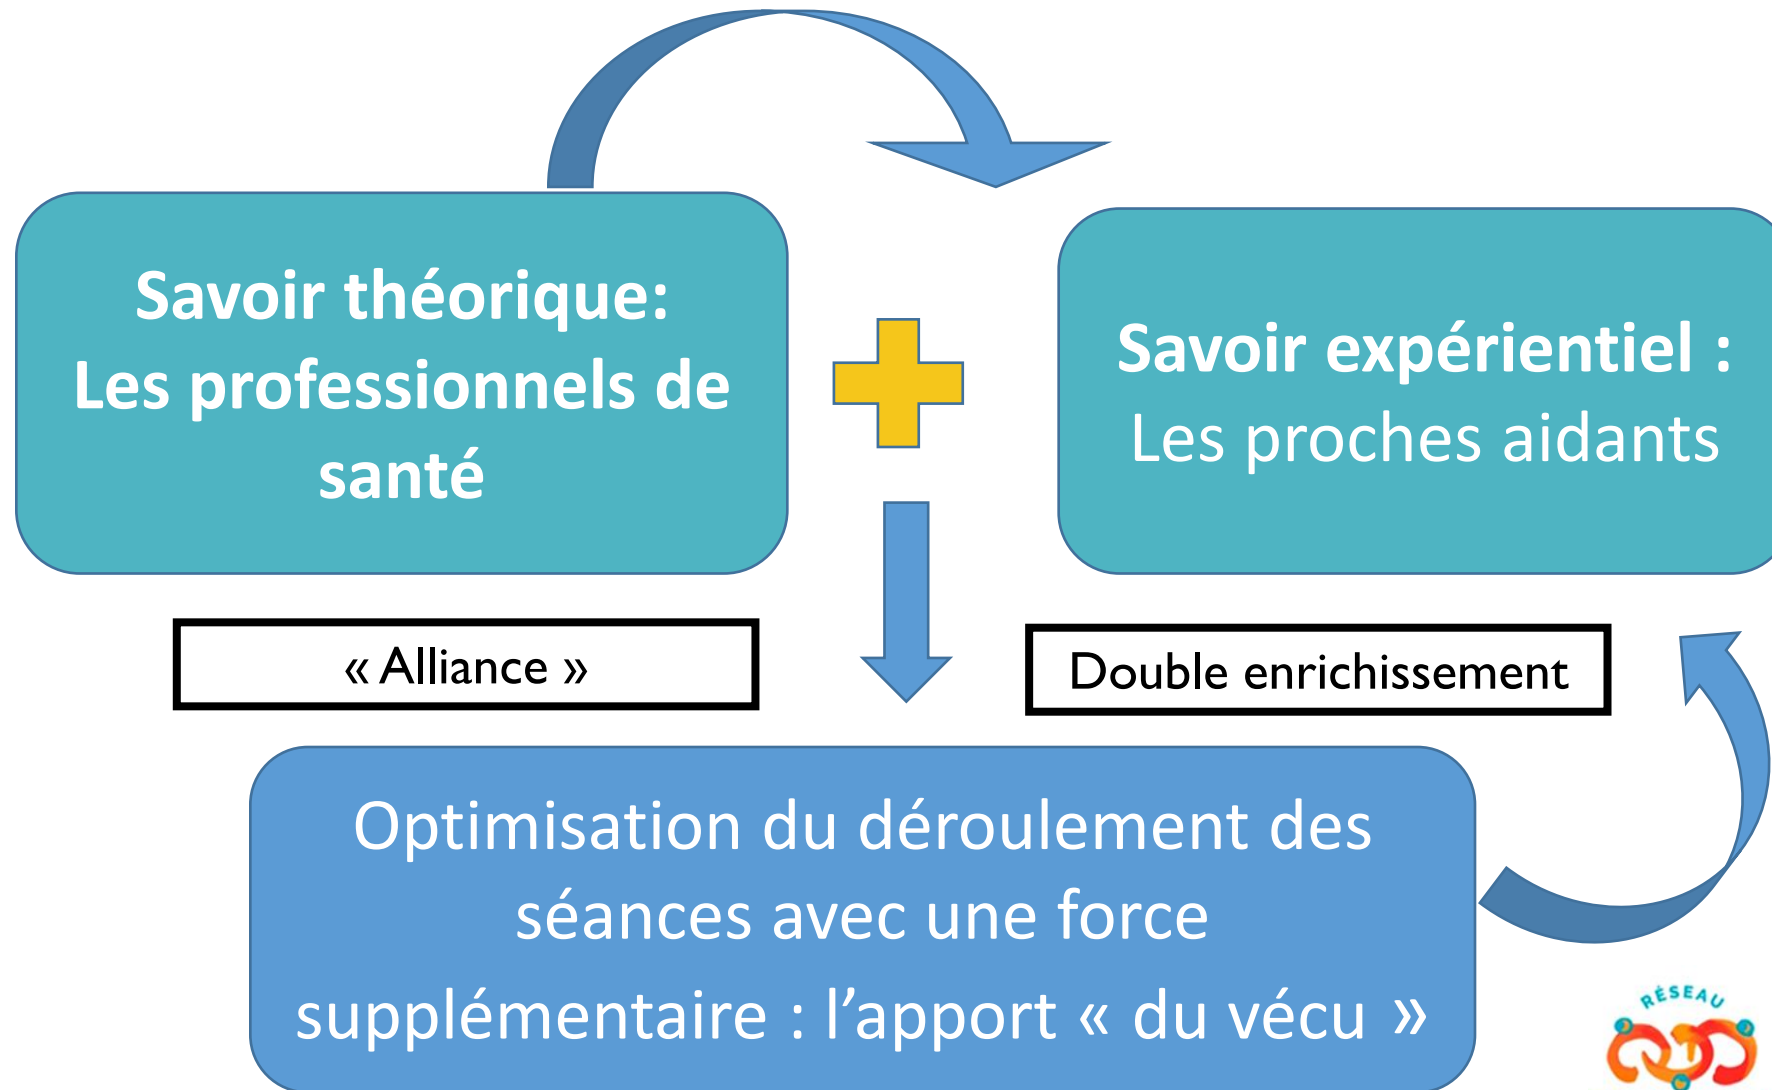 Savoir théorique:
Les professionnels de
santé
Savoir expérientiel :
Les proches aidants
« Alliance »
Double enrichissement
Optimisation du déroulement des
séances avec une force
supplémentaire : l’apport « du vécu »
RÉSEAU